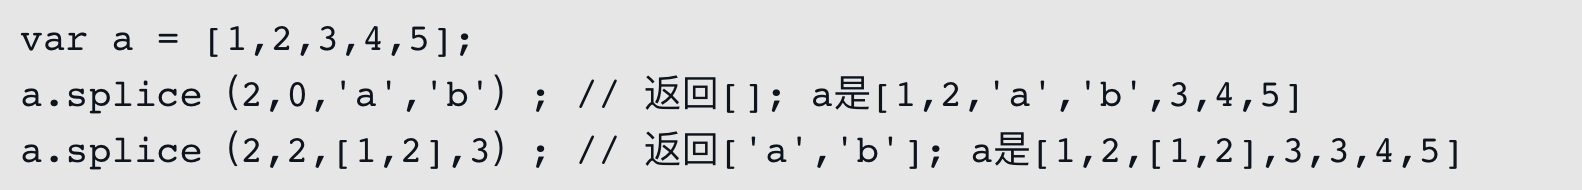 var a = [1,2,3,4,5];
a.splice (2,0,'a','b') ; // 返回[]; a是[1,2,'a','b',3,4,5]
a.splice (2,2,[1,2],3) ; // 返回['a','b']; a是[1,2,[1,2],3,3,4,5]